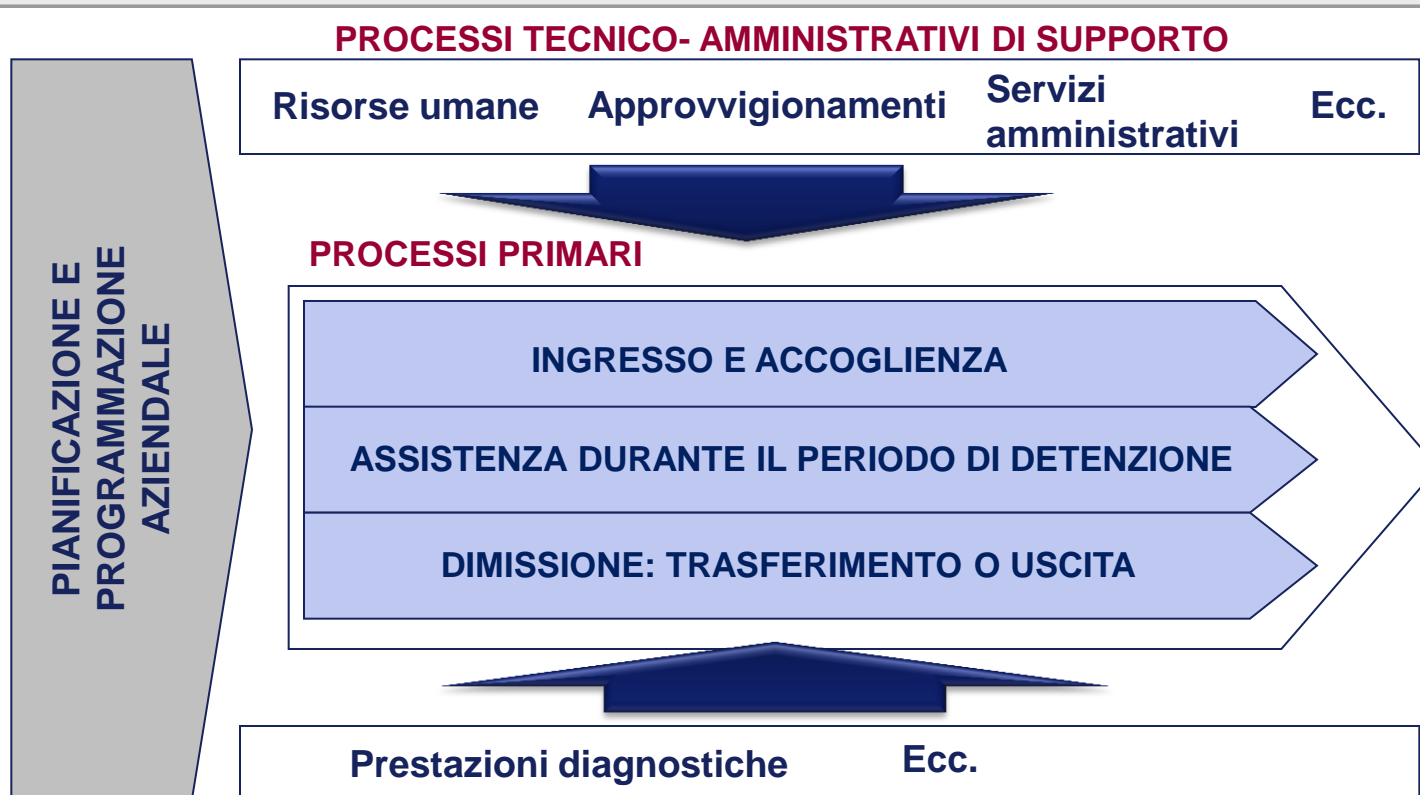 PROCESSI TECNICO- AMMINISTRATIVI DI SUPPORTO
Risorse umane
Approvvigionamenti
Servizi
amministrativi
Ecc.
PIANIFICAZIONE E
PROGRAMMAZIONE
AZIENDALE
PROCESSI PRIMARI
INGRESSO E ACCOGLIENZA
ASSISTENZA DURANTE IL PERIODO DI DETENZIONE
DIMISSIONE: TRASFERIMENTO O USCITA
Prestazioni diagnostiche
Ecc.